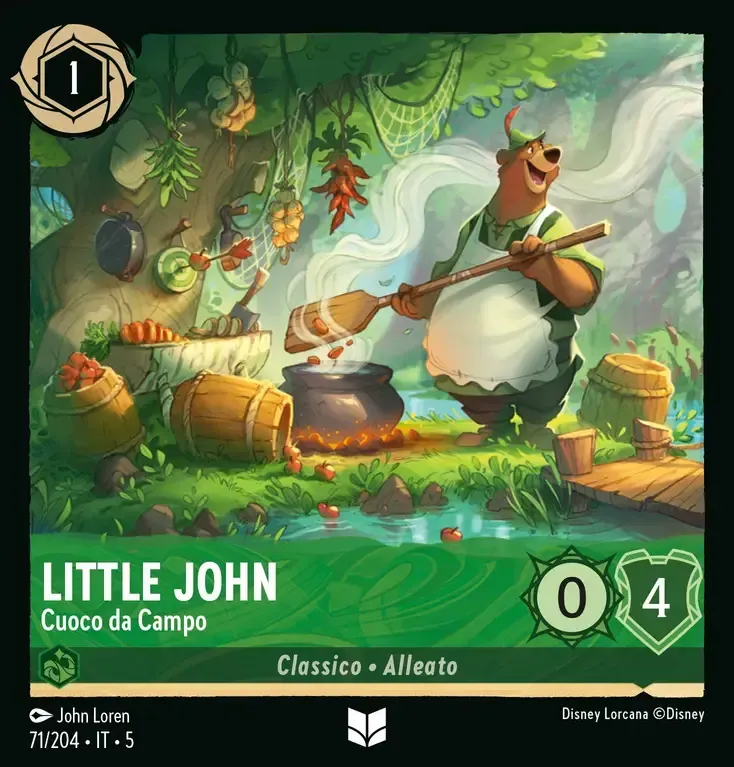 1
LITTLE JOHN
Cuoco da Campo
0
4
Classico • Alleato
John Loren
Disney Lorcana ©Disney
71/204 • IT • 5